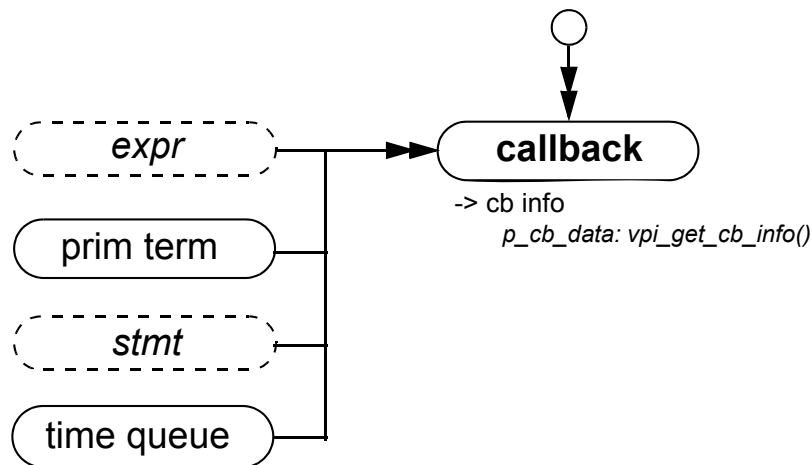 expr
callback
-> cb info
p_cb_data: vpi_get_cb_info()
prim term
stmt
time queue